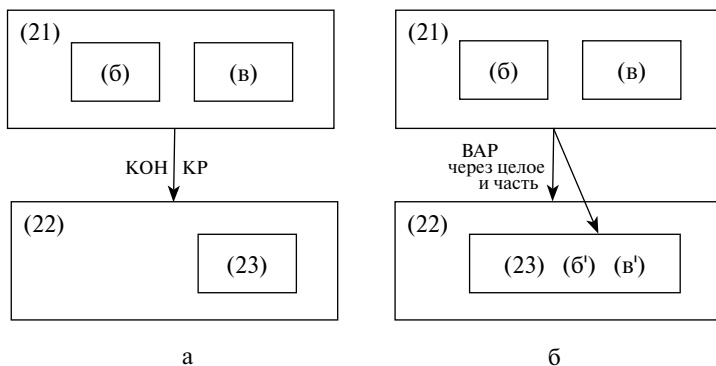 (21)
(б) (в)
КОН КР
(22)
(23)
а
(21)
(б) (в)
ВАР
через целое
и часть
(22)
(23) (б') (в')
б